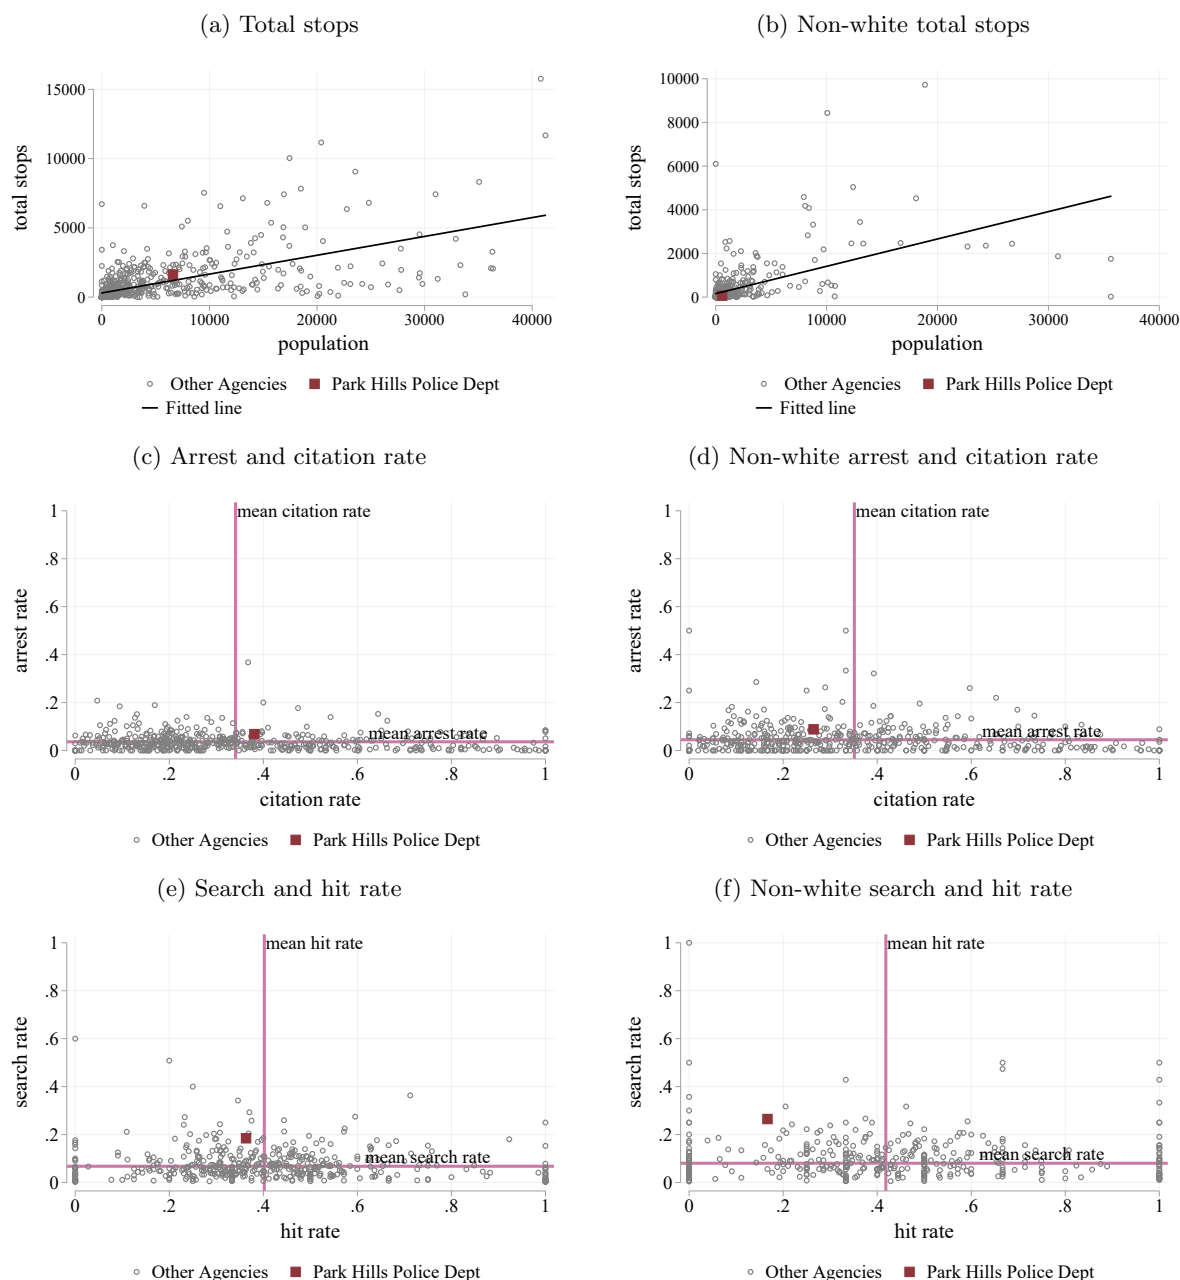 (a) Total stops
total stops
15000
10000
5000
0
0 10000 20000 30000 40000
population
Other Agencies Park Hills Police Dept
Fitted line
(b) Non-white total stops
total stops
10000
8000
6000
4000
2000
0
0 10000 20000 30000 40000
population
Other Agencies Park Hills Police Dept
Fitted line
(c) Arrest and citation rate
mean citation rate
arrest rate
1
.8
.6
.4
.2
0
mean arrest rate
0 .2 .4 .6 .8 1
citation rate
Other Agencies Park Hills Police Dept
(d) Non-white arrest and citation rate
mean citation rate
arrest rate
1
.8
.6
.4
.2
0
mean arrest rate
0 .2 .4 .6 .8 1
citation rate
Other Agencies Park Hills Police Dept
(e) Search and hit rate
mean hit rate
search rate
1
.8
.6
.4
.2
0
mean search rate
0 .2 .4 .6 .8 1
hit rate
Other Agencies Park Hills Police Dept
(f) Non-white search and hit rate
mean hit rate
search rate
1
.8
.6
.4
.2
0
mean search rate
0 .2 .4 .6 .8 1
hit rate
Other Agencies Park Hills Police Dept